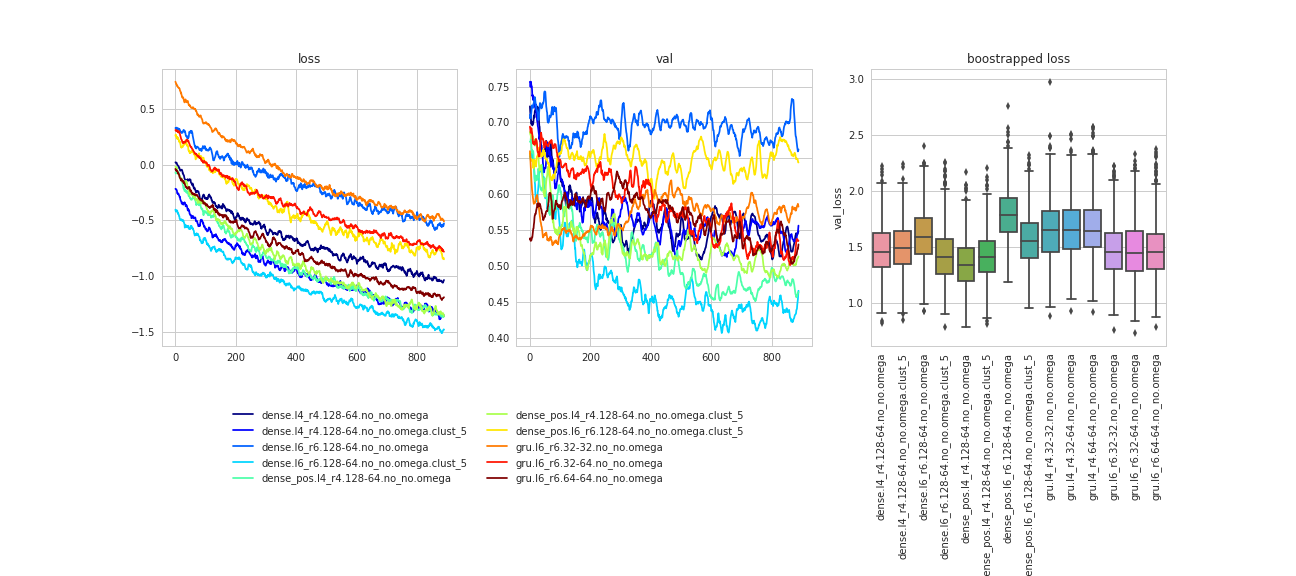 loss
0.5
0.0
−0.5
−1.0
−1.5
0 200 400 600 800
val
0.75
0.70
0.65
0.60
0.55
0.50
0.45
0.40
0 200 400 600 800
boostrapped loss
val_loss
3.0
2.5
2.0
1.5
1.0
dense.l4_r4.128-64.no_no.omega
dense.l4_r4.128-64.no_no.omega.clust_5
dense.l6_r6.128-64.no_no.omega
dense.l6_r6.128-64.no_no.omega.clust_5
dense_pos.l4_r4.128-64.no_no.omega
ense_pos.l4_r4.128-64.no_no.omega.clust_5
dense_pos.l6_r6.128-64.no_no.omega
ense_pos.l6_r6.128-64.no_no.omega.clust_5
gru.l4_r4.32-32.no_no.omega
gru.l4_r4.32-64.no_no.omega
gru.l4_r4.64-64.no_no.omega
gru.l6_r6.32-32.no_no.omega
gru.l6_r6.32-64.no_no.omega
gru.l6_r6.64-64.no_no.omega
dense.l4_r4.128-64.no_no.omega
dense.l4_r4.128-64.no_no.omega.clust_5
dense.l6_r6.128-64.no_no.omega
dense.l6_r6.128-64.no_no.omega.clust_5
dense_pos.l4_r4.128-64.no_no.omega
dense_pos.l4_r4.128-64.no_no.omega.clust_5
dense_pos.l6_r6.128-64.no_no.omega.clust_5
gru.l6_r6.32-32.no_no.omega
gru.l6_r6.32-64.no_no.omega
gru.l6_r6.64-64.no_no.omega